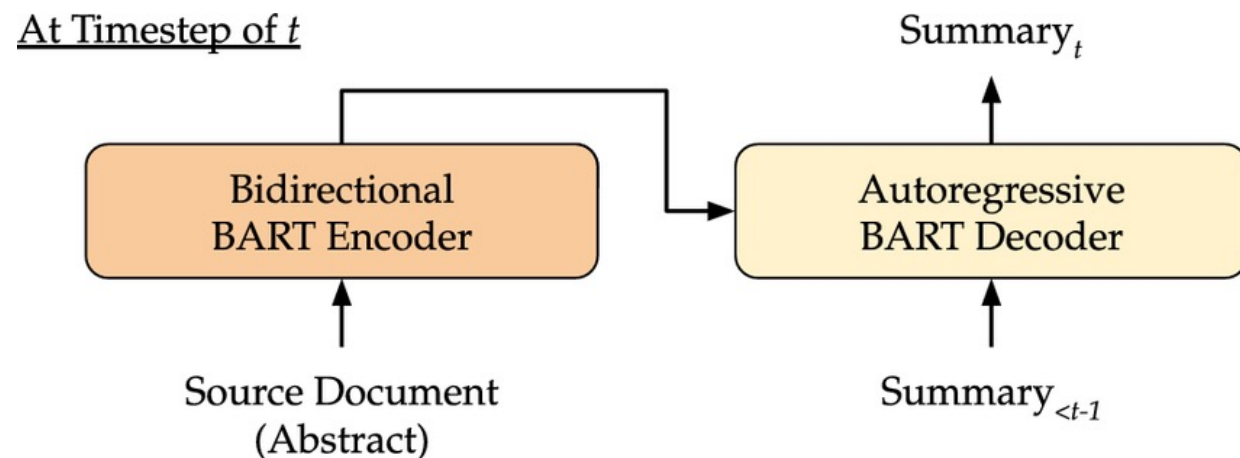 At Timestep of t
Summary_t
Bidirectional
BART Encoder
Autoregressive
BART Decoder
Source Document
(Abstract)
Summary_<t-1